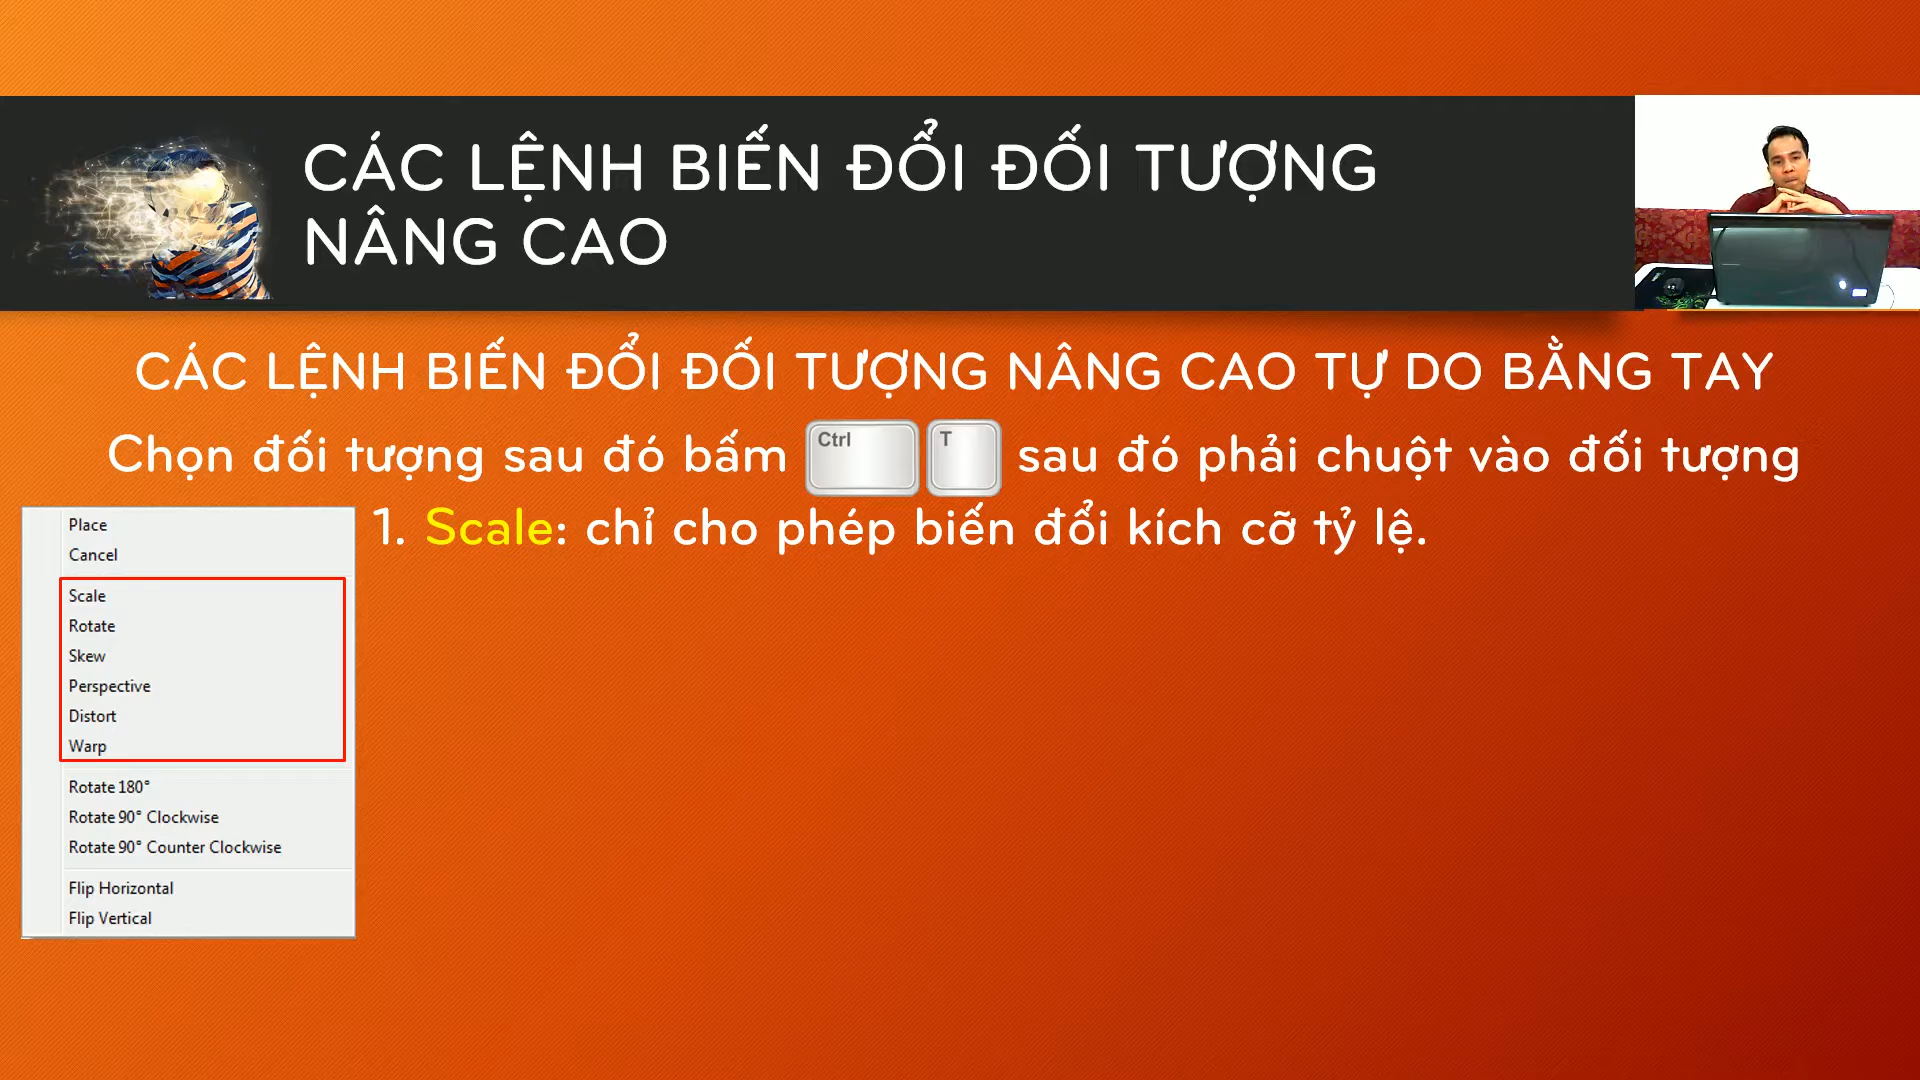 CÁC LỆNH BIẾN ĐỔI ĐỐI TƯỢNG
NÂNG CAO
CÁC LỆNH BIẾN ĐỔI ĐỐI TƯỢNG NÂNG CAO TỰ DO BẰNG TAY
Chọn đối tượng sau đó bấm Ctrl T sau đó phải chuột vào đối tượng
1. Scale: chỉ cho phép biến đổi kích cỡ tỷ lệ.
Place
Cancel
Scale
Rotate
Skew
Perspective
Distort
Warp
Rotate 180°
Rotate 90° Clockwise
Rotate 90° Counter Clockwise
Flip Horizontal
Flip Vertical